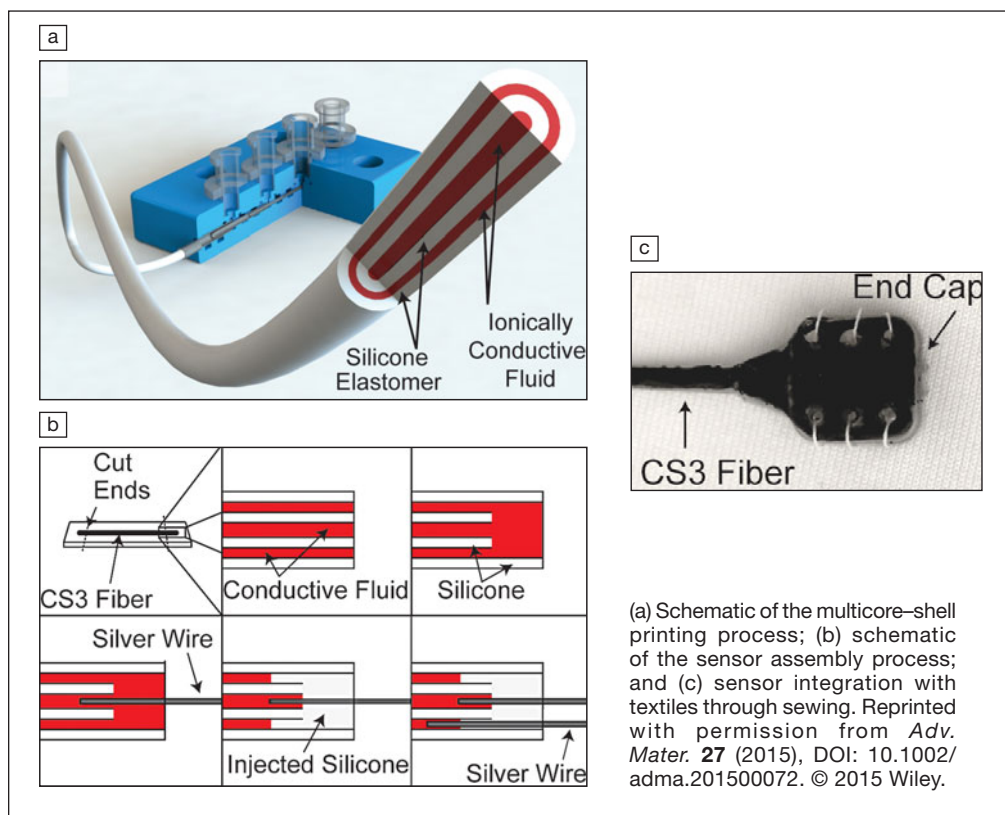 a
Ionically
Conductive
Fluid
Silicone
Elastomer
b
Cut
Ends
CS3 Fiber
Conductive Fluid
Silicone
Silver Wire
Injected Silicone
Silver Wire
c
End Cap
CS3 Fiber
(a) Schematic of the multicore–shell
printing process; (b) schematic
of the sensor assembly process;
and (c) sensor integration with
textiles through sewing. Reprinted
with permission from Adv.
Mater. 27 (2015), DOI: 10.1002/
adma.201500072. © 2015 Wiley.